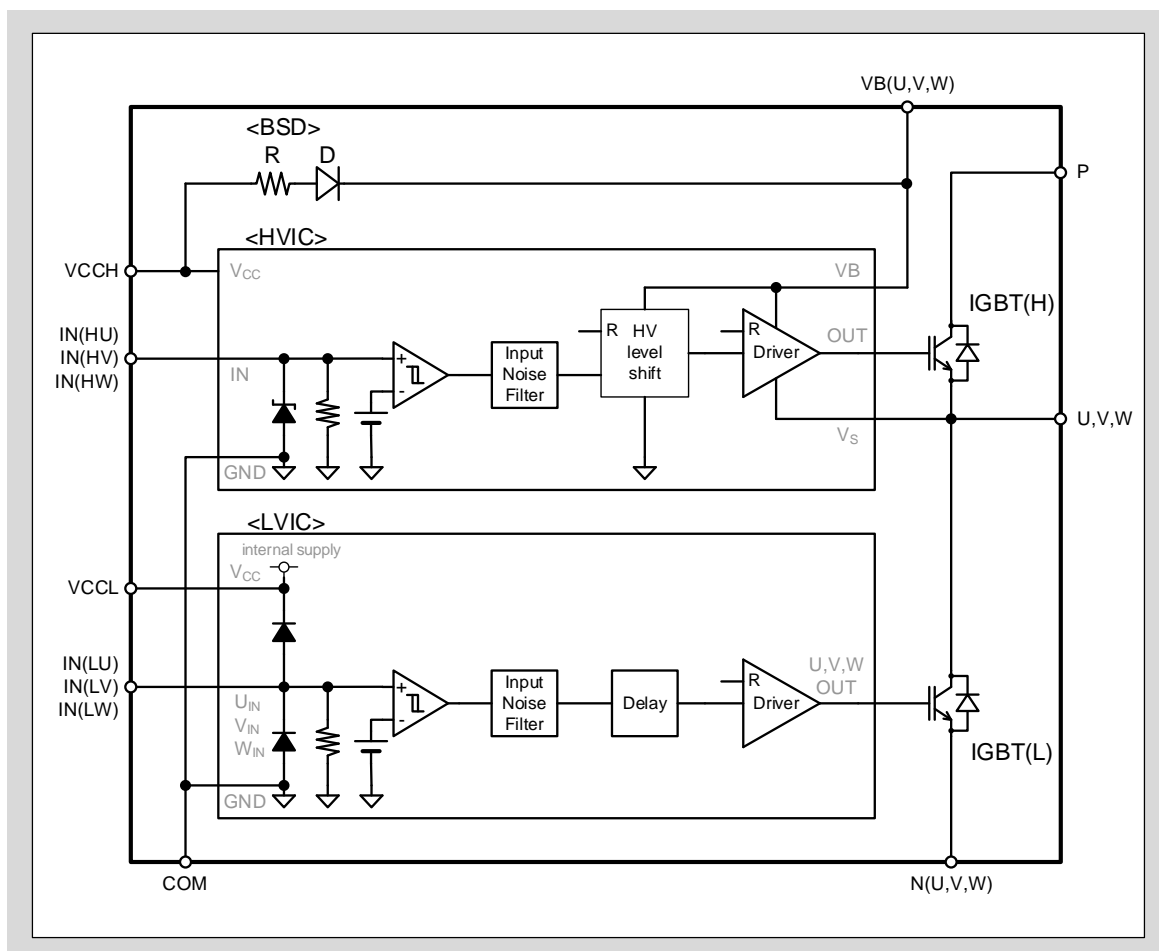 VB(U,V,W)
<BSD>
R D
P
<HVIC>
VCCH
VCC
VB
IGBT(H)
IN(HU)
IN(HV)
IN(HW)
IN
+
-
Input
Noise
Filter
R HV
level
shift
R
Driver
OUT
U,V,W
VS
GND
<LVIC>
internal supply
VCC
VCCL
IN(LU)
IN(LV)
IN(LW)
UIN
VIN
WIN
+
-
Input
Noise
Filter
Delay
R
Driver
U,V,W
OUT
IGBT(L)
GND
COM
N(U,V,W)